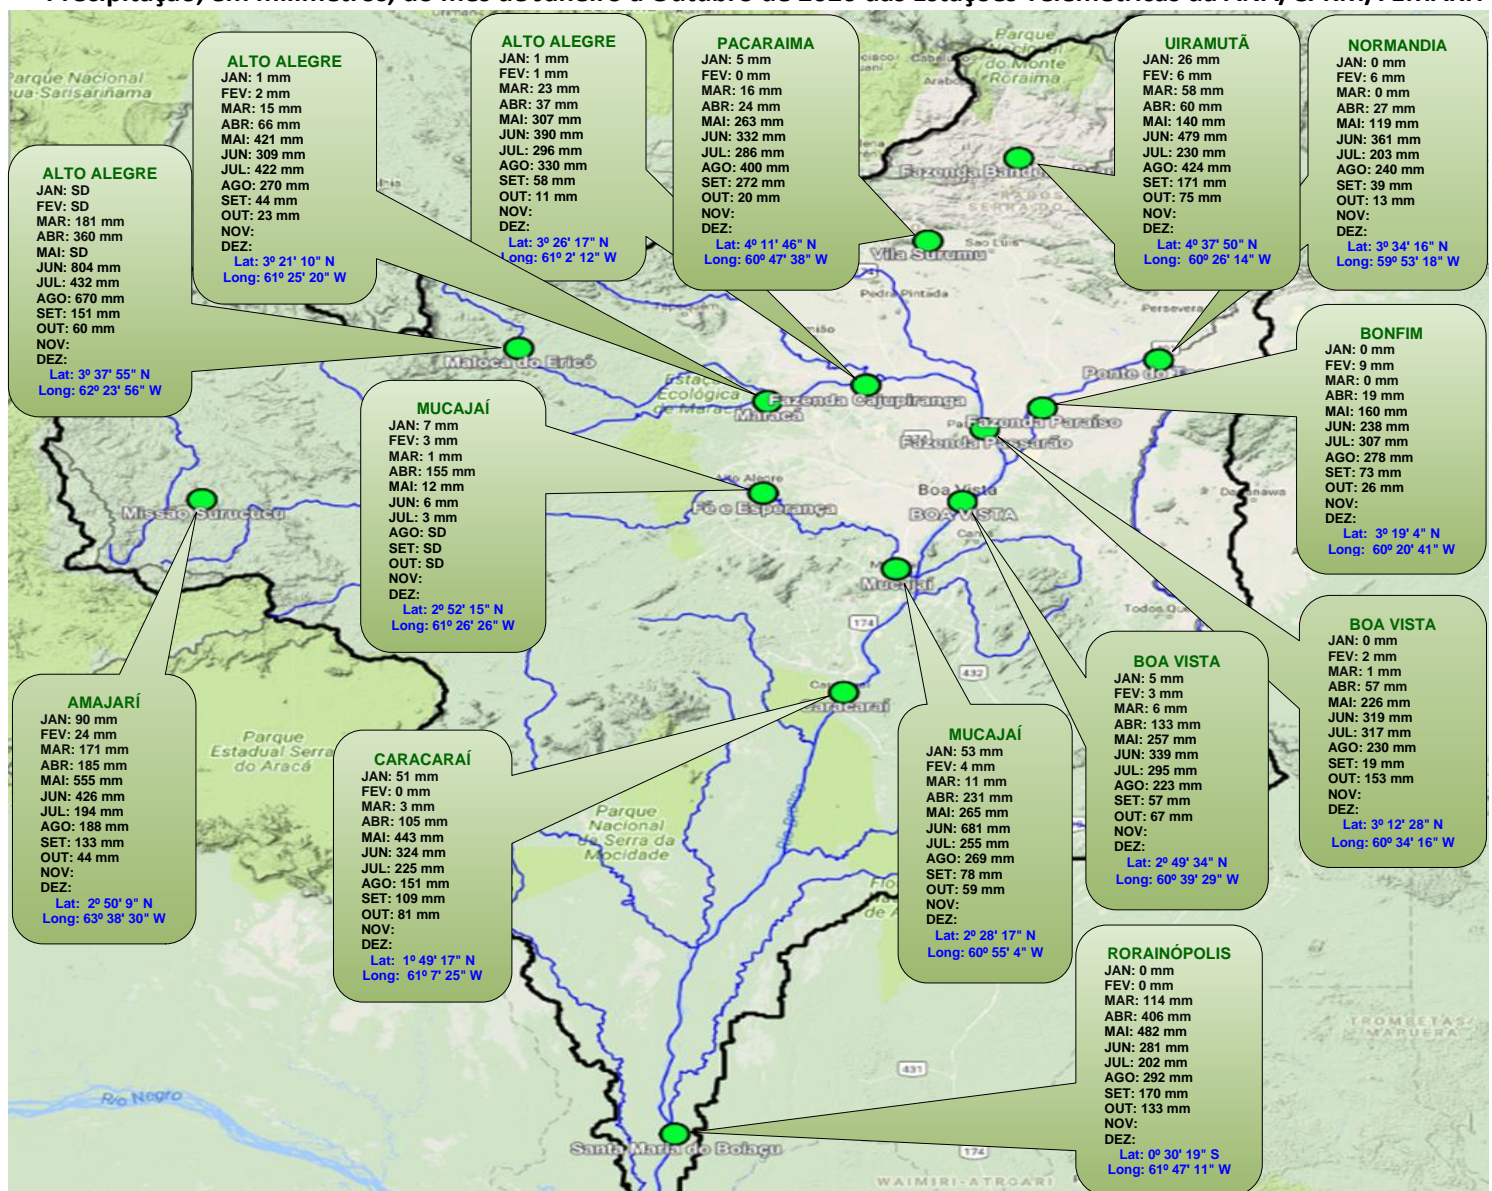 ALTO ALEGRE
JAN: SD
FEV: SD
MAR: 181 mm
ABR: 360 mm
MAI: SD
JUN: 804 mm
JUL: 432 mm
AGO: 670 mm
SET: 151 mm
OUT: 60 mm
NOV:
DEZ:
Lat: 3º 37' 55" N
Long: 62º 23' 56" W
ALTO ALEGRE
JAN: 1 mm
FEV: 2 mm
MAR: 15 mm
ABR: 66 mm
MAI: 421 mm
JUN: 309 mm
JUL: 422 mm
AGO: 270 mm
SET: 44 mm
OUT: 23 mm
NOV:
DEZ:
Lat: 3º 21' 10" N
Long: 61º 25' 20" W
ALTO ALEGRE
JAN: 1 mm
FEV: 1 mm
MAR: 23 mm
ABR: 37 mm
MAI: 307 mm
JUN: 390 mm
JUL: 296 mm
AGO: 330 mm
SET: 58 mm
OUT: 11 mm
NOV:
DEZ:
Lat: 3º 26' 17" N
Long: 61º 2' 12" W
PACARAIMA
JAN: 5 mm
FEV: 0 mm
MAR: 16 mm
ABR: 24 mm
MAI: 263 mm
JUN: 332 mm
JUL: 286 mm
AGO: 400 mm
SET: 272 mm
OUT: 20 mm
NOV:
DEZ:
Lat: 4º 11' 46" N
Long: 60º 47' 38" W
UIRAMUTÃ
JAN: 26 mm
FEV: 6 mm
MAR: 58 mm
ABR: 60 mm
MAI: 140 mm
JUN: 479 mm
JUL: 230 mm
AGO: 424 mm
SET: 171 mm
OUT: 75 mm
NOV:
DEZ:
Lat: 4º 37' 50" N
Long: 60º 26' 14" W
NORMANDIA
JAN: 0 mm
FEV: 6 mm
MAR: 0 mm
ABR: 27 mm
MAI: 119 mm
JUN: 361 mm
JUL: 203 mm
AGO: 240 mm
SET: 39 mm
OUT: 13 mm
NOV:
DEZ:
Lat: 3º 34' 16" N
Long: 59º 53' 18" W
BONFIM
JAN: 0 mm
FEV: 9 mm
MAR: 0 mm
ABR: 19 mm
MAI: 160 mm
JUN: 238 mm
JUL: 307 mm
AGO: 278 mm
SET: 73 mm
OUT: 26 mm
NOV:
DEZ:
Lat: 3º 19' 4" N
Long: 60º 20' 41" W
MUCAJAÍ
JAN: 7 mm
FEV: 3 mm
MAR: 1 mm
ABR: 155 mm
MAI: 12 mm
JUN: 6 mm
JUL: 3 mm
AGO: SD
SET: SD
OUT: SD
NOV:
DEZ:
Lat: 2º 52' 15" N
Long: 61º 26' 26" W
BOA VISTA
JAN: 0 mm
FEV: 2 mm
MAR: 1 mm
ABR: 57 mm
MAI: 226 mm
JUN: 319 mm
JUL: 317 mm
AGO: 230 mm
SET: 19 mm
OUT: 153 mm
NOV:
DEZ:
Lat: 3º 12' 28" N
Long: 60º 34' 16" W
BOA VISTA
JAN: 5 mm
FEV: 3 mm
MAR: 6 mm
ABR: 133 mm
MAI: 257 mm
JUN: 339 mm
JUL: 295 mm
AGO: 223 mm
SET: 57 mm
OUT: 67 mm
NOV:
DEZ:
Lat: 2º 49' 34" N
Long: 60º 39' 29" W
AMAJARÍ
JAN: 90 mm
FEV: 24 mm
MAR: 171 mm
ABR: 185 mm
MAI: 555 mm
JUN: 426 mm
JUL: 194 mm
AGO: 188 mm
SET: 133 mm
OUT: 44 mm
NOV:
DEZ:
Lat: 2º 50' 9" N
Long: 63º 38' 30" W
CARACARAÍ
JAN: 51 mm
FEV: 0 mm
MAR: 3 mm
ABR: 105 mm
MAI: 443 mm
JUN: 324 mm
JUL: 225 mm
AGO: 151 mm
SET: 109 mm
OUT: 81 mm
NOV:
DEZ:
Lat: 1º 49' 17" N
Long: 61º 7' 25" W
MUCAJAÍ
JAN: 53 mm
FEV: 4 mm
MAR: 11 mm
ABR: 231 mm
MAI: 265 mm
JUN: 681 mm
JUL: 255 mm
AGO: 269 mm
SET: 78 mm
OUT: 59 mm
NOV:
DEZ:
Lat: 2º 28' 17" N
Long: 60º 55' 4" W
RORAINÓPOLIS
JAN: 0 mm
FEV: 0 mm
MAR: 114 mm
ABR: 406 mm
MAI: 482 mm
JUN: 281 mm
JUL: 202 mm
AGO: 292 mm
SET: 170 mm
OUT: 133 mm
NOV:
DEZ:
Lat: 0º 30' 19" S
Long: 61º 47' 11" W
Parque Nacional
Vila Surumu
Sao Luis
Pedra Pintada
Maloca do Ericó
Maracá
Fazenda Cajupiranga
Fazenda Paraíso
Fazenda Passarão
Ponte do
Missão Surucucu
Fé e Esperança
Boa Vista
BOA VISTA
Mucajaí
174
432
Caracaraí
Parque
Estadual Serra
do Aracá
Parque
Nacional
da Serra da
Mocidade
Rio Branco
Rio Negro
431
174
Santa Maria do Boiaçu
WAIMIRI-ATROARI
TROMBETAS/
MAPUERA